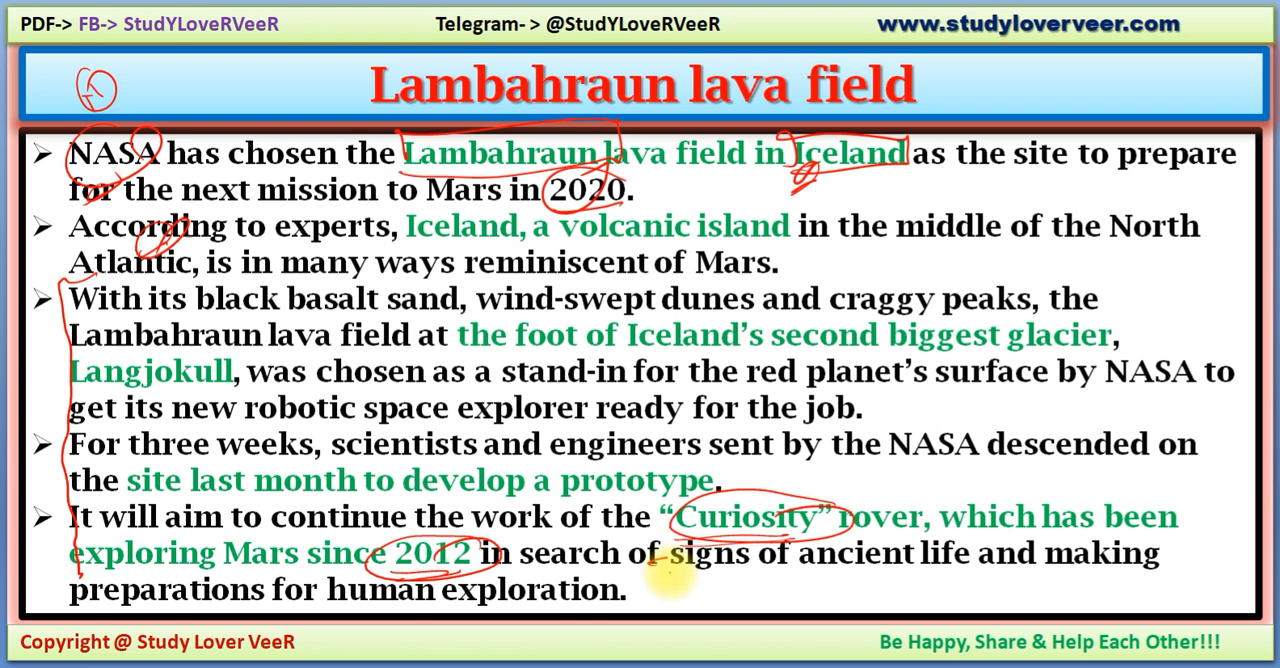 PDF-> FB-> StudYLoveRVeeR Telegram- > @StudYLoveRVeeR www.studyloverveer.com
Lambahraun lava field
➢ NASA has chosen the Lambahraun lava field in Iceland as the site to prepare
for the next mission to Mars in 2020.
➢ According to experts, Iceland, a volcanic island in the middle of the North
Atlantic, is in many ways reminiscent of Mars.
➢ With its black basalt sand, wind-swept dunes and craggy peaks, the
Lambahraun lava field at the foot of Iceland's second biggest glacier,
Langjokull, was chosen as a stand-in for the red planet's surface by NASA to
get its new robotic space explorer ready for the job.
➢ For three weeks, scientists and engineers sent by the NASA descended on
the site last month to develop a prototype.
➢ It will aim to continue the work of the “Curiosity” rover, which has been
exploring Mars since 2012 in search of signs of ancient life and making
preparations for human exploration.
Copyright @ Study Lover VeeR Be Happy, Share & Help Each Other!!!